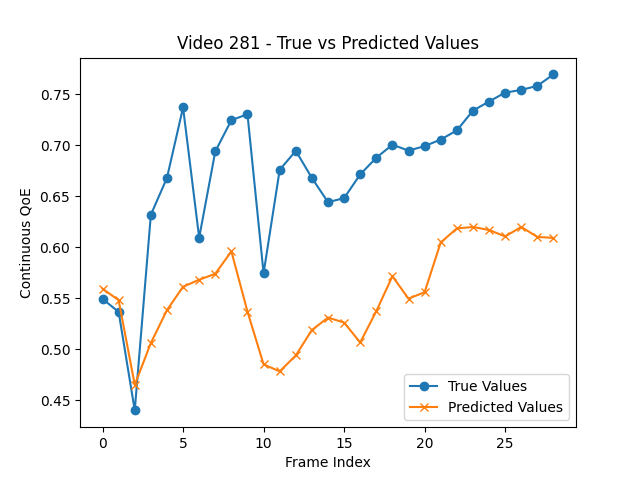 Video 281 - True vs Predicted Values
Continuous QoE
0.75
0.70
0.65
0.60
0.55
0.50
0.45
0
5
10
15
20
25
Frame Index
True Values
Predicted Values